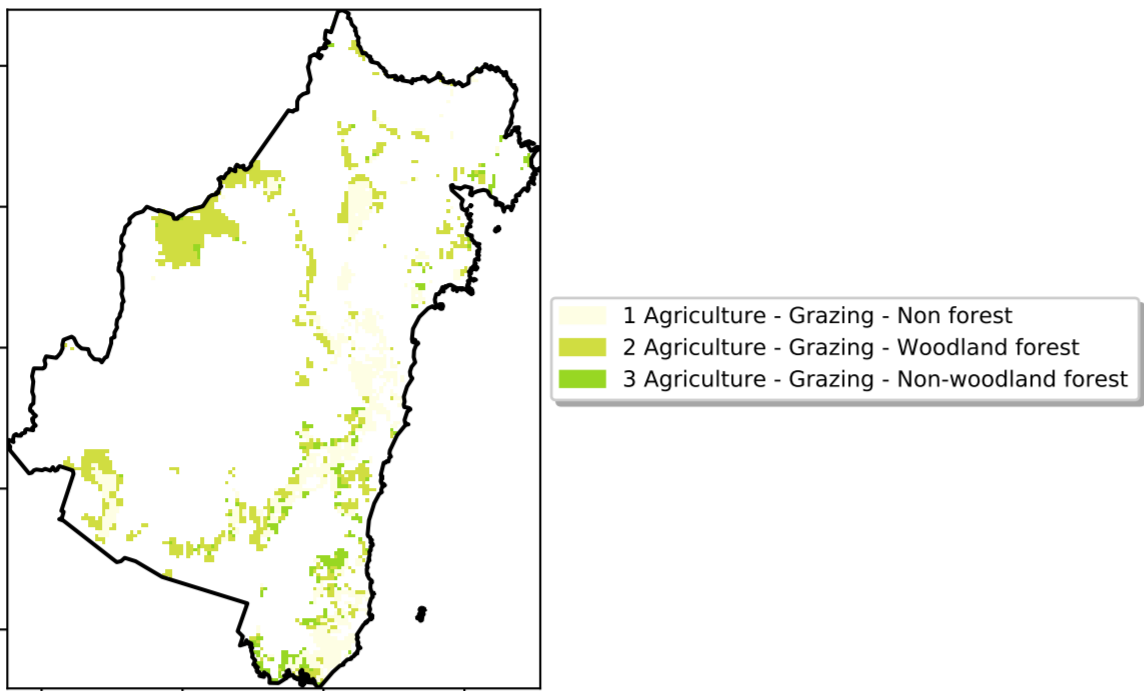 1 Agriculture - Grazing - Non forest
2 Agriculture - Grazing - Woodland forest
3 Agriculture - Grazing - Non-woodland forest